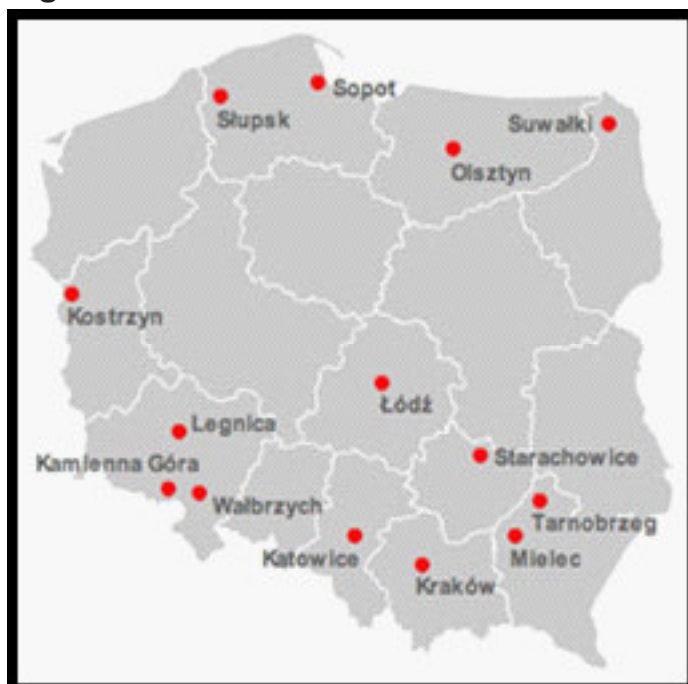 Sopot
Słupsk
Suwałki
Olsztyn
Kostrzyn
Łódź
Legnica
Kamienna Góra
Starachowice
Wałbrzych
Tarnobrzeg
Katowice
Mielec
Kraków